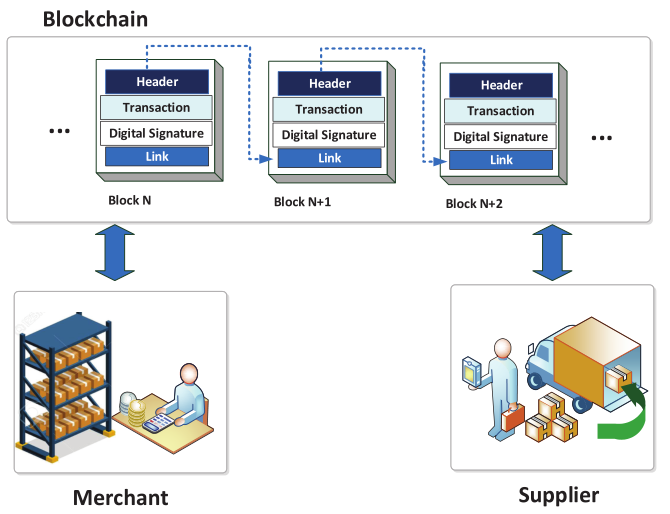 Blockchain
Header
Transaction
Digital Signature
Link
Block N
Header
Transaction
Digital Signature
Link
Block N+1
Header
Transaction
Digital Signature
Link
Block N+2
...
...
Merchant
Supplier